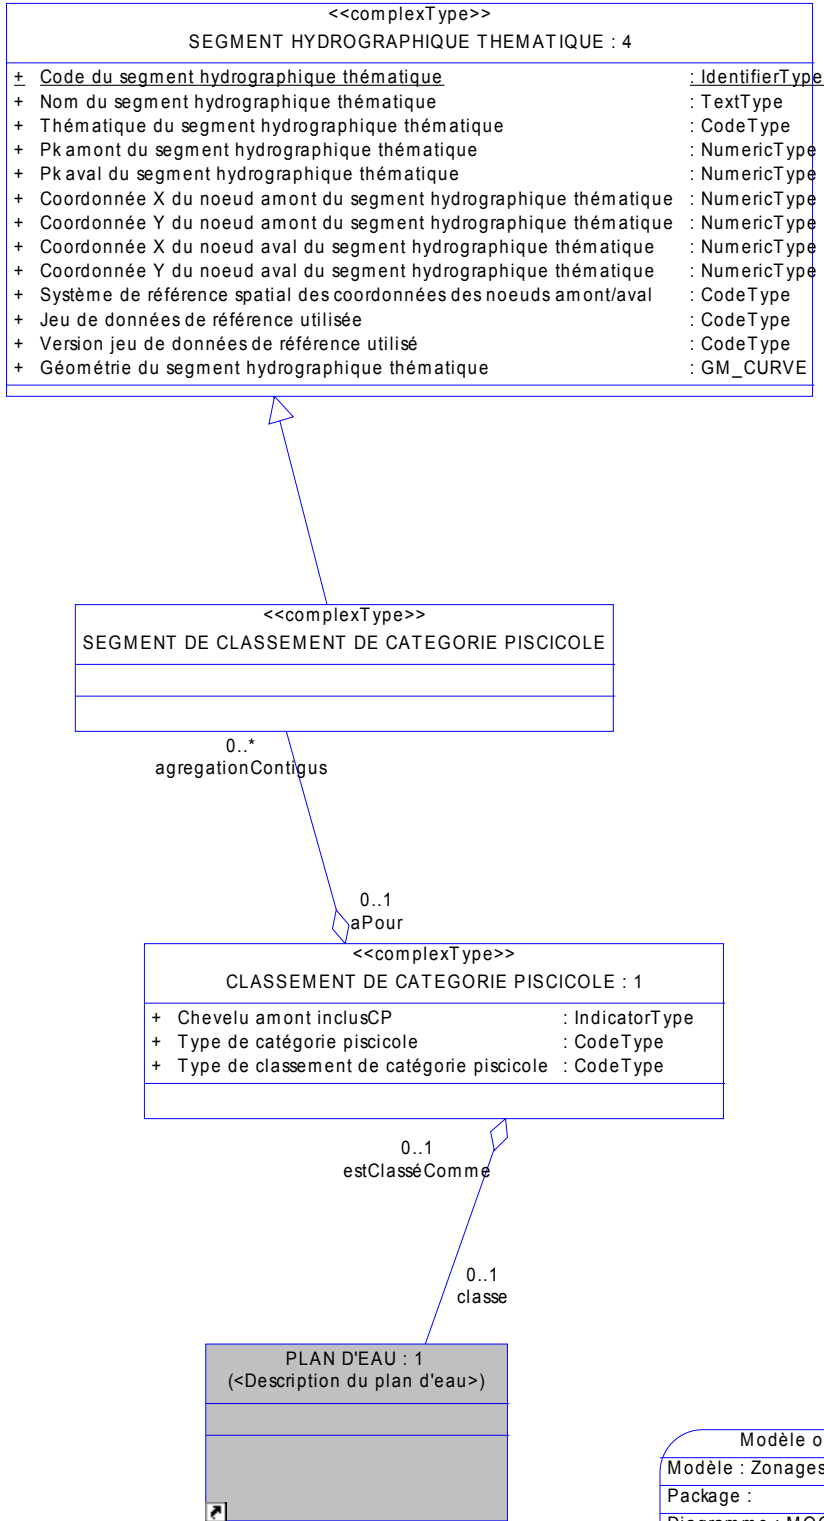 <<complexType>>
SEGMENT HYDROGRAPHIQUE THEMATIQUE : 4
+ Code du segment hydrographique thématique : IdentifierType
+ Nom du segment hydrographique thématique : TextType
+ Thématique du segment hydrographique thématique : CodeType
+ Pk amont du segment hydrographique thématique : NumericType
+ Pk aval du segment hydrographique thématique : NumericType
+ Coordonnée X du noeud amont du segment hydrographique thématique : NumericType
+ Coordonnée Y du noeud amont du segment hydrographique thématique : NumericType
+ Coordonnée X du noeud aval du segment hydrographique thématique : NumericType
+ Coordonnée Y du noeud aval du segment hydrographique thématique : NumericType
+ Système de référence spatial des coordonnées des noeuds amont/aval : CodeType
+ Jeu de données de référence utilisée : CodeType
+ Version jeu de données de référence utilisé : CodeType
+ Géométrie du segment hydrographique thématique : GM_CURVE
<<complexType>>
SEGMENT DE CLASSEMENT DE CATEGORIE PISCICOLE
0..*
agregationContigus
0..1
aPour
<<complexType>>
CLASSEMENT DE CATEGORIE PISCICOLE : 1
+ Chevelu amont inclusCP : IndicatorType
+ Type de catégorie piscicole : CodeType
+ Type de classement de catégorie piscicole : CodeType
0..1
estClasséComme
0..1
classe
PLAN D'EAU : 1
(<Description du plan d'eau>)
Modèle o
Modèle : Zonages
Package :